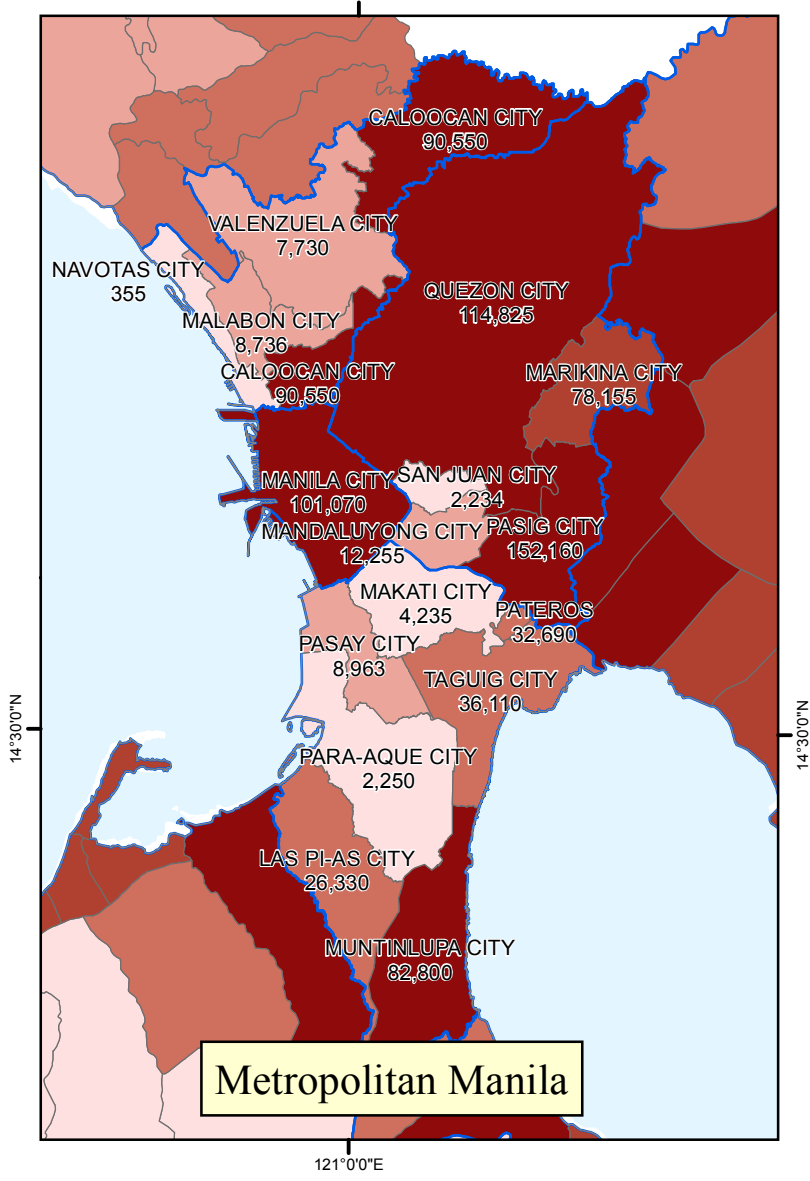 CALOOCAN CITY
90,550
VALENZUELA CITY
7,730
NAVOTAS CITY
355
QUEZON CITY
114,825
MALABON CITY
8,736
CALOOCAN CITY
90,550
MARIKINA CITY
78,155
MANILA CITY
101,070
SAN JUAN CITY
2,234
MANDALUYONG CITY
12,255
PASIG CITY
152,160
MAKATI CITY
4,235
PATEROS
32,690
PASAY CITY
8,963
TAGUIG CITY
36,110
14°30'0"N
14°30'0"N
PARA-AQUE CITY
2,250
LAS PI-AS CITY
26,330
MUNTINLUPA CITY
82,800
Metropolitan Manila
121°0'0"E